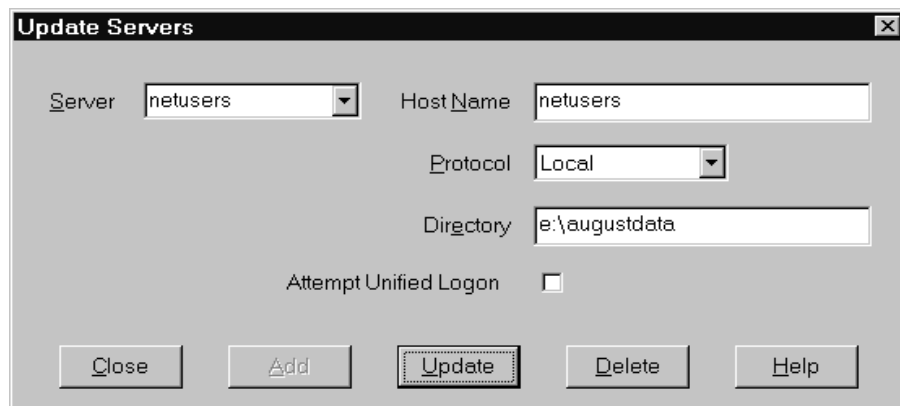 Update Servers
Server netusers Host Name netusers
Protocol Local
Directory e:\augustdata
Attempt Unified Logon
Close Add Update Delete Help